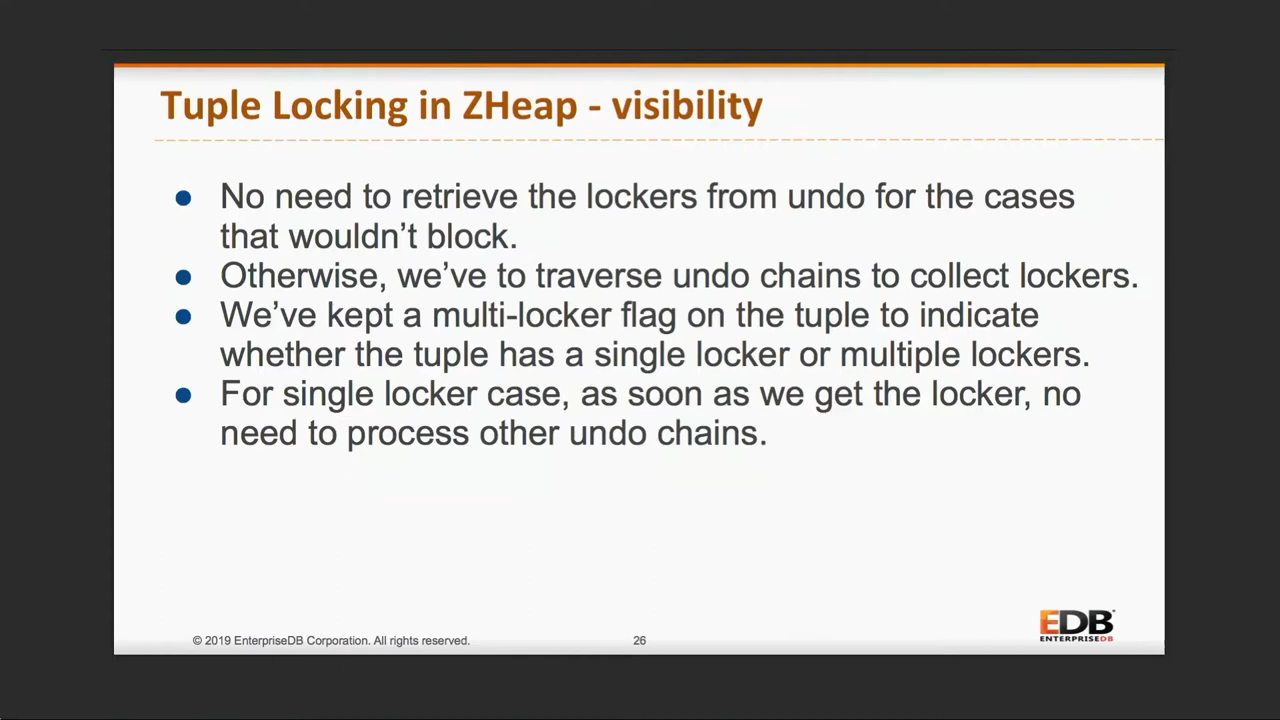 Tuple Locking in ZHeap - visibility
● No need to retrieve the lockers from undo for the cases
that wouldn’t block.
● Otherwise, we’ve to traverse undo chains to collect lockers.
● We’ve kept a multi-locker flag on the tuple to indicate
whether the tuple has a single locker or multiple lockers.
● For single locker case, as soon as we get the locker, no
need to process other undo chains.
© 2019 EnterpriseDB Corporation. All rights reserved.
26
EDB
ENTERPRISEDB